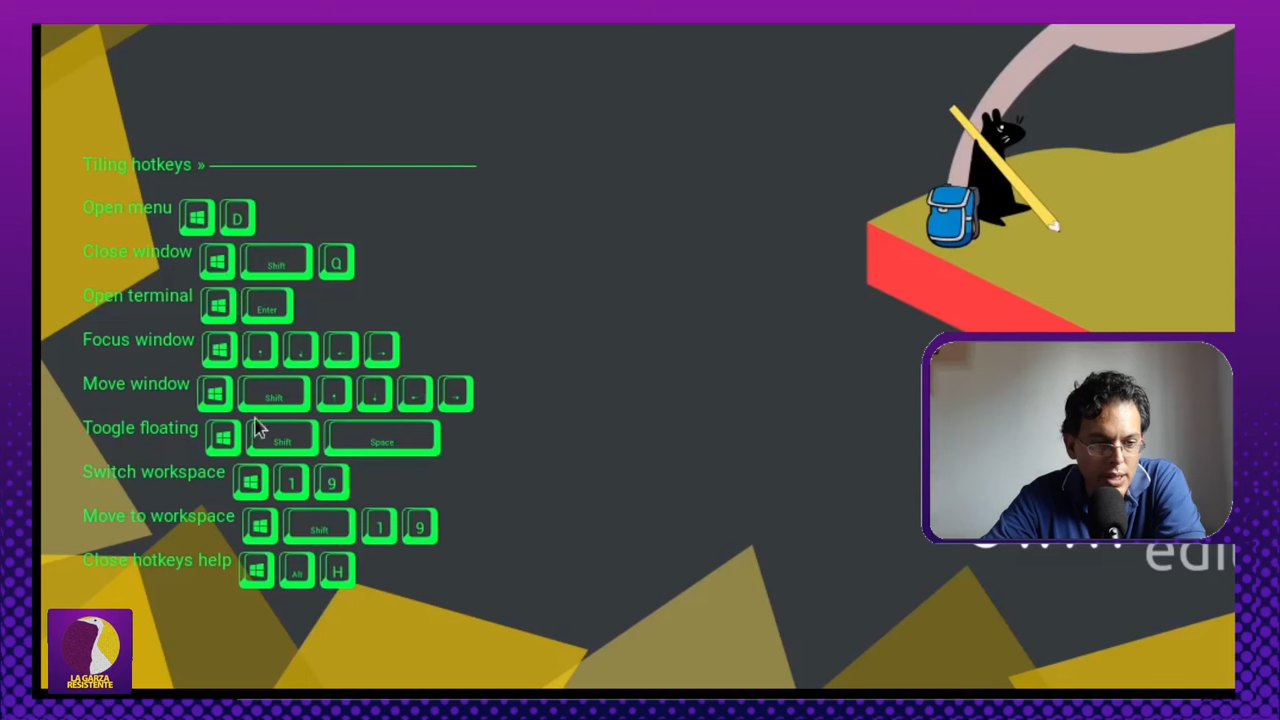 Tiling hotkeys »
Open menu D
Close window Shift Q
Open terminal Enter
Focus window ↑ ↓ ← →
Move window Shift ↑ ↓ ← →
Toogle floating Shift Space
Switch workspace 1 9
Move to workspace Shift 1 9
Close hotkeys help Alt H
LA GARZA
RESISTENTE